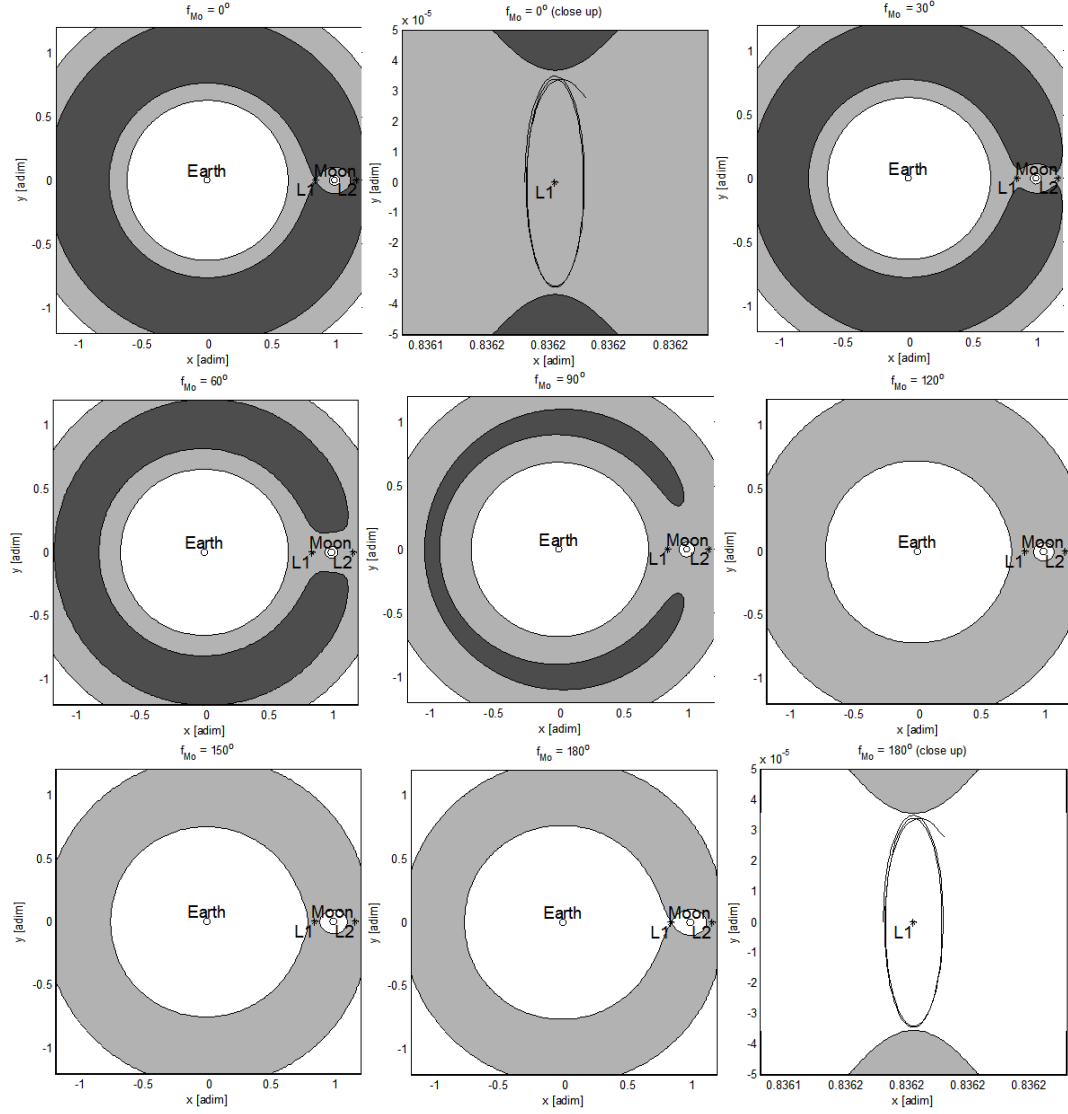 f_Mo = 0º
y [adim]
1
0.5
0
-0.5
-1
Earth
Moon
L1
L2
-1 -0.5 0 0.5 1
x [adim]
f_Mo = 0º (close up)
x 10^-5
y [adim]
5
4
3
2
1
0
-1
-2
-3
-4
-5
L1
0.8361 0.8362 0.8362 0.8362 0.8362
x [adim]
f_Mo = 30º
y [adim]
1
0.5
0
-0.5
-1
Earth
Moon
L1
L2
-1 -0.5 0 0.5 1
x [adim]
f_Mo = 60º
y [adim]
1
0.5
0
-0.5
-1
Earth
Moon
L1
L2
-1 -0.5 0 0.5 1
x [adim]
f_Mo = 90º
y [adim]
1
0.5
0
-0.5
-1
Earth
Moon
L1
L2
-1 -0.5 0 0.5 1
x [adim]
f_Mo = 120º
y [adim]
1
0.5
0
-0.5
-1
Earth
Moon
L1
L2
-1 -0.5 0 0.5 1
x [adim]
f_Mo = 150º
y [adim]
1
0.5
0
-0.5
-1
Earth
Moon
L1
L2
-1 -0.5 0 0.5 1
x [adim]
f_Mo = 180º
y [adim]
1
0.5
0
-0.5
-1
Earth
Moon
L1
L2
-1 -0.5 0 0.5 1
x [adim]
f_Mo = 180º (close up)
x 10^-5
y [adim]
5
4
3
2
1
0
-1
-2
-3
-4
-5
L1
0.8361 0.8362 0.8362 0.8362 0.8362
x [adim]